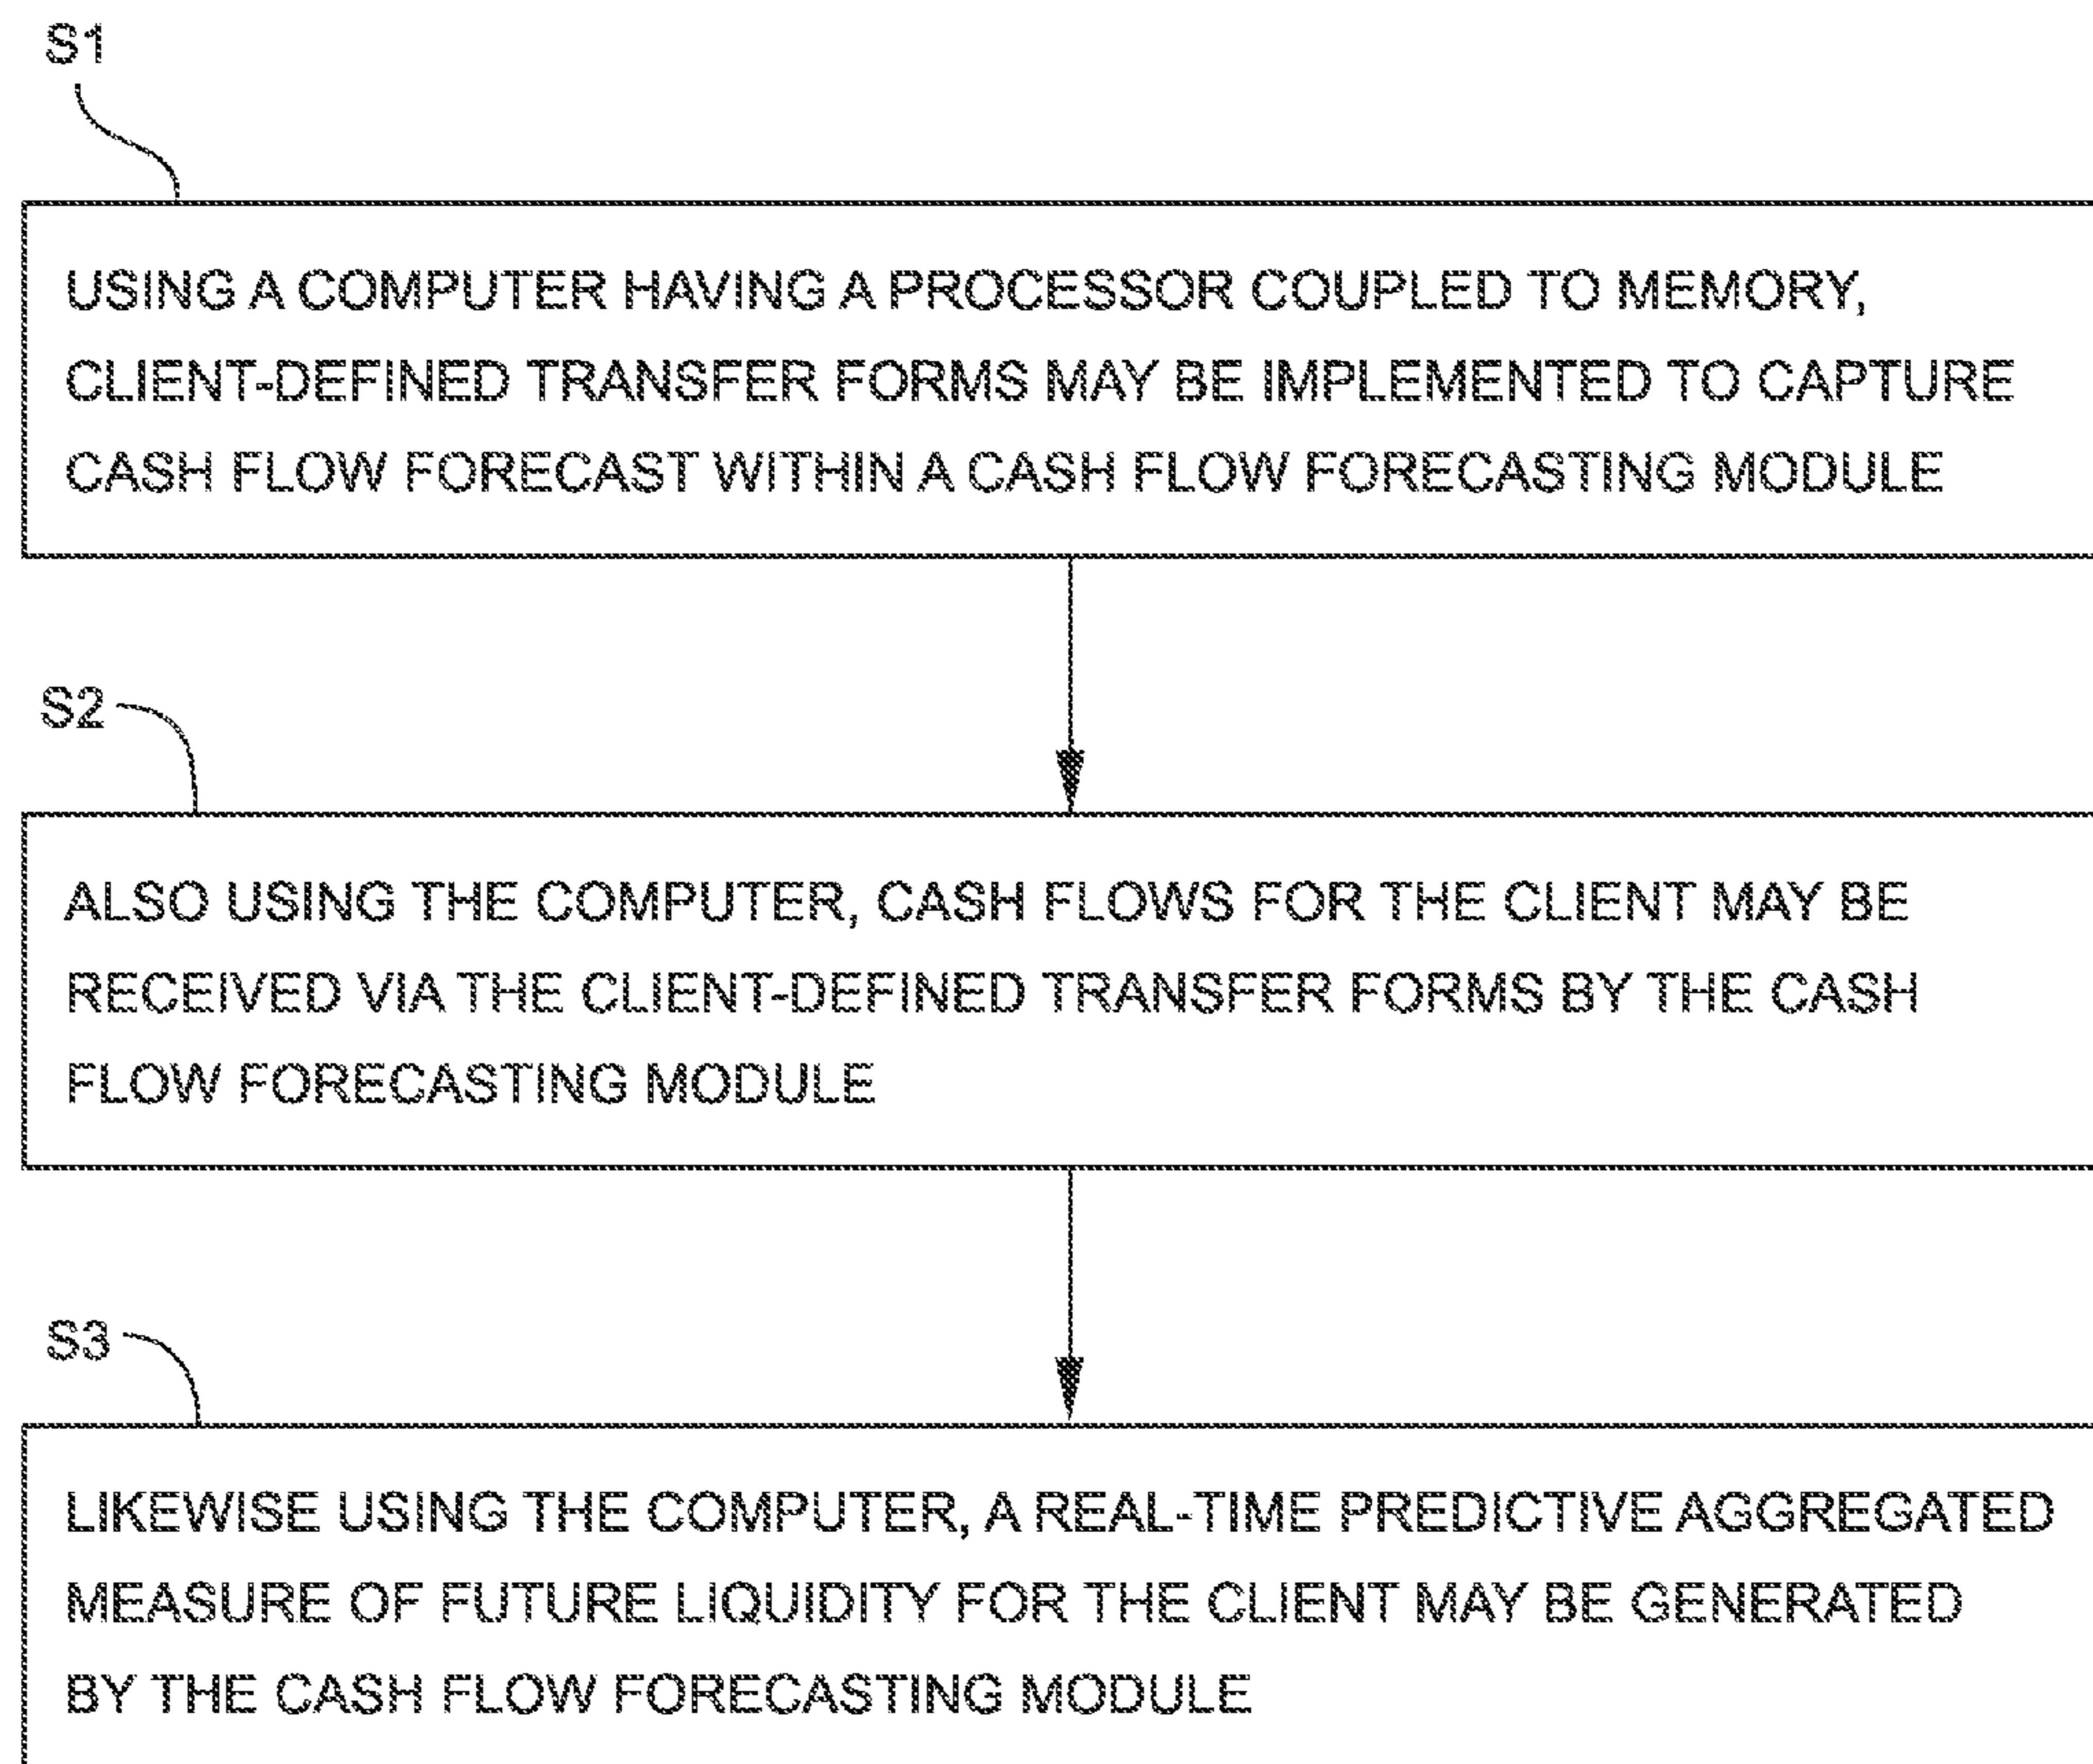 S1
USING A COMPUTER HAVING A PROCESSOR COUPLED TO MEMORY,
CLIENT-DEFINED TRANSFER FORMS MAY BE IMPLEMENTED TO CAPTURE
CASH FLOW FORECAST WITHIN A CASH FLOW FORECASTING MODULE
S2
ALSO USING THE COMPUTER, CASH FLOWS FOR THE CLIENT MAY BE
RECEIVED VIA THE CLIENT-DEFINED TRANSFER FORMS BY THE CASH
FLOW FORECASTING MODULE
S3
LIKEWISE USING THE COMPUTER, A REAL-TIME PREDICTIVE AGGREGATED
MEASURE OF FUTURE LIQUIDITY FOR THE CLIENT MAY BE GENERATED
BY THE CASH FLOW FORECASTING MODULE